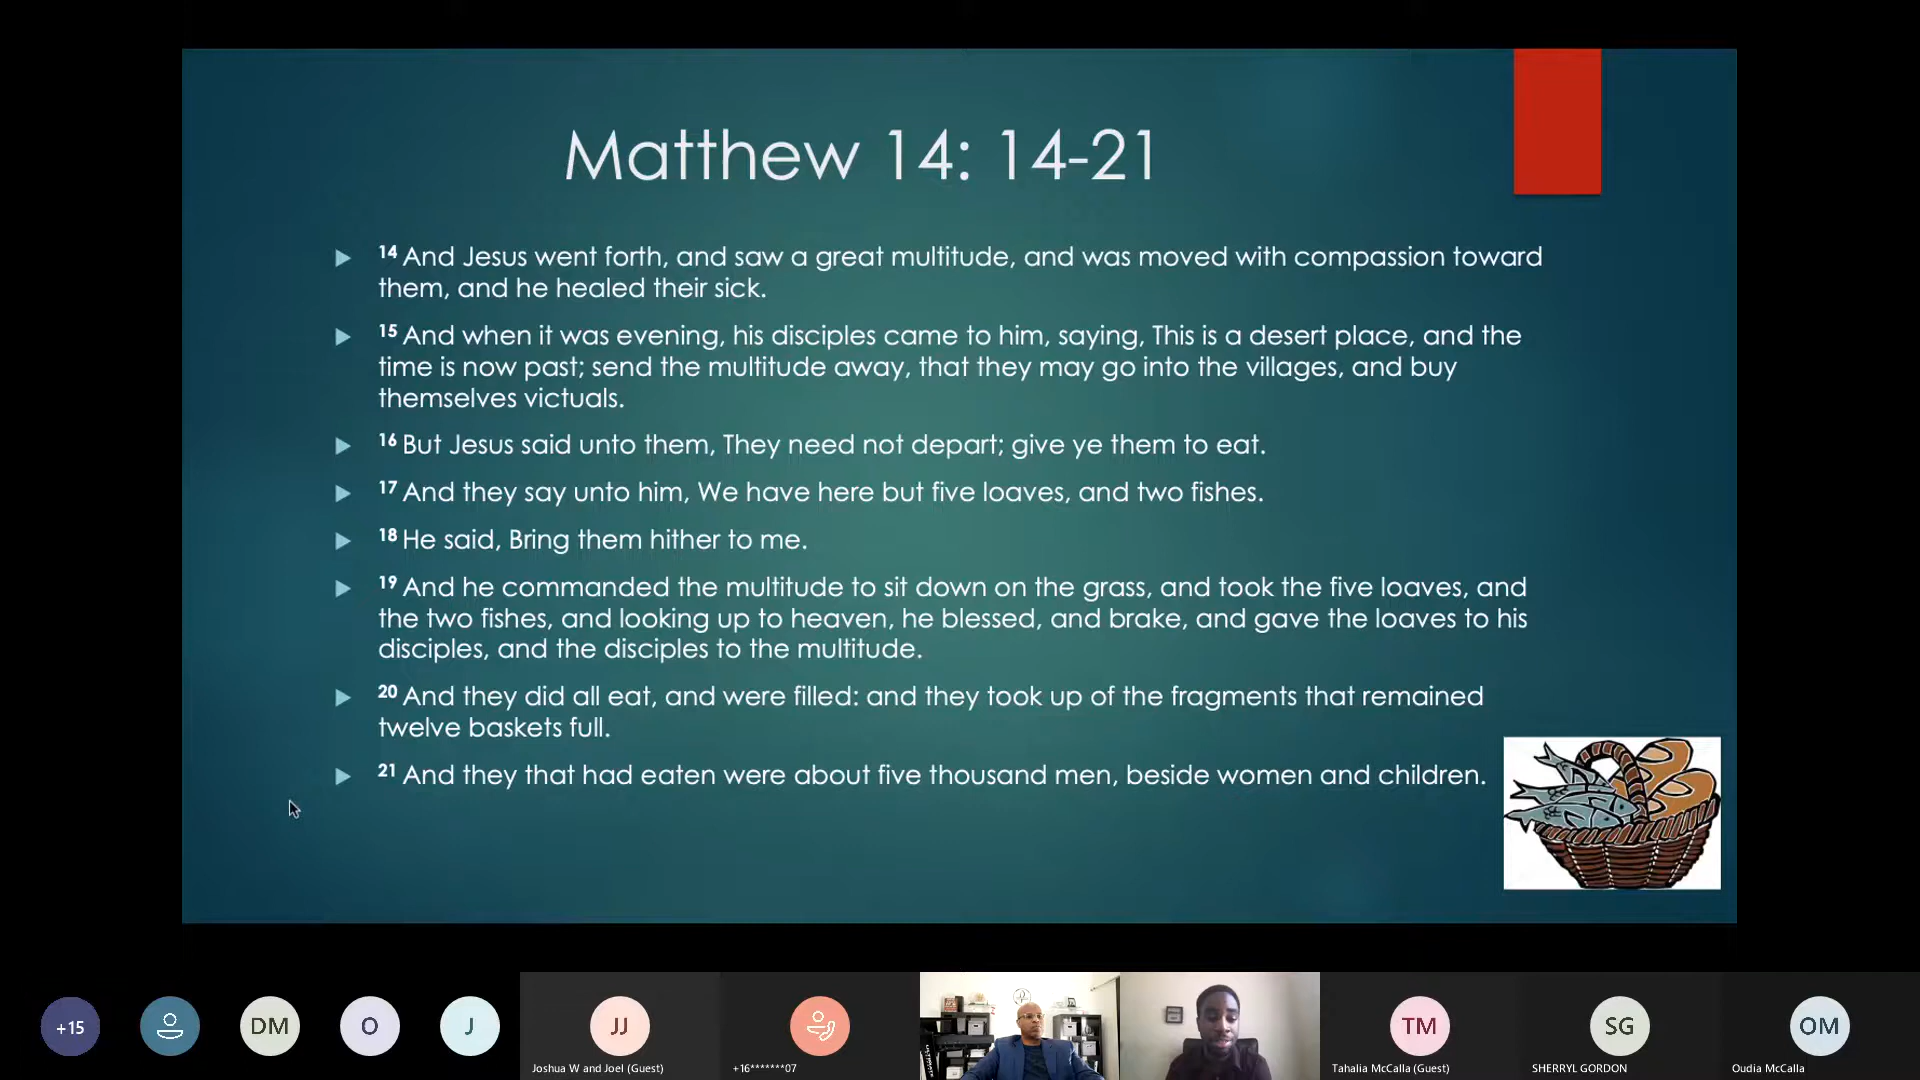 Matthew 14: 14-21
14 And Jesus went forth, and saw a great multitude, and was moved with compassion toward
them, and he healed their sick.
15 And when it was evening, his disciples came to him, saying, This is a desert place, and the
time is now past; send the multitude away, that they may go into the villages, and buy
themselves victuals.
16 But Jesus said unto them, They need not depart; give ye them to eat.
17 And they say unto him, We have here but five loaves, and two fishes.
18 He said, Bring them hither to me.
19 And he commanded the multitude to sit down on the grass, and took the five loaves, and
the two fishes, and looking up to heaven, he blessed, and brake, and gave the loaves to his
disciples, and the disciples to the multitude.
20 And they did all eat, and were filled: and they took up of the fragments that remained
twelve baskets full.
21 And they that had eaten were about five thousand men, beside women and children.
+15
DM
O
J
JJ
TM
SG
OM
Joshua W and Joel (Guest)
+16*******07
Tahalia McCalla (Guest)
SHERRYL GORDON
Oudia McCalla